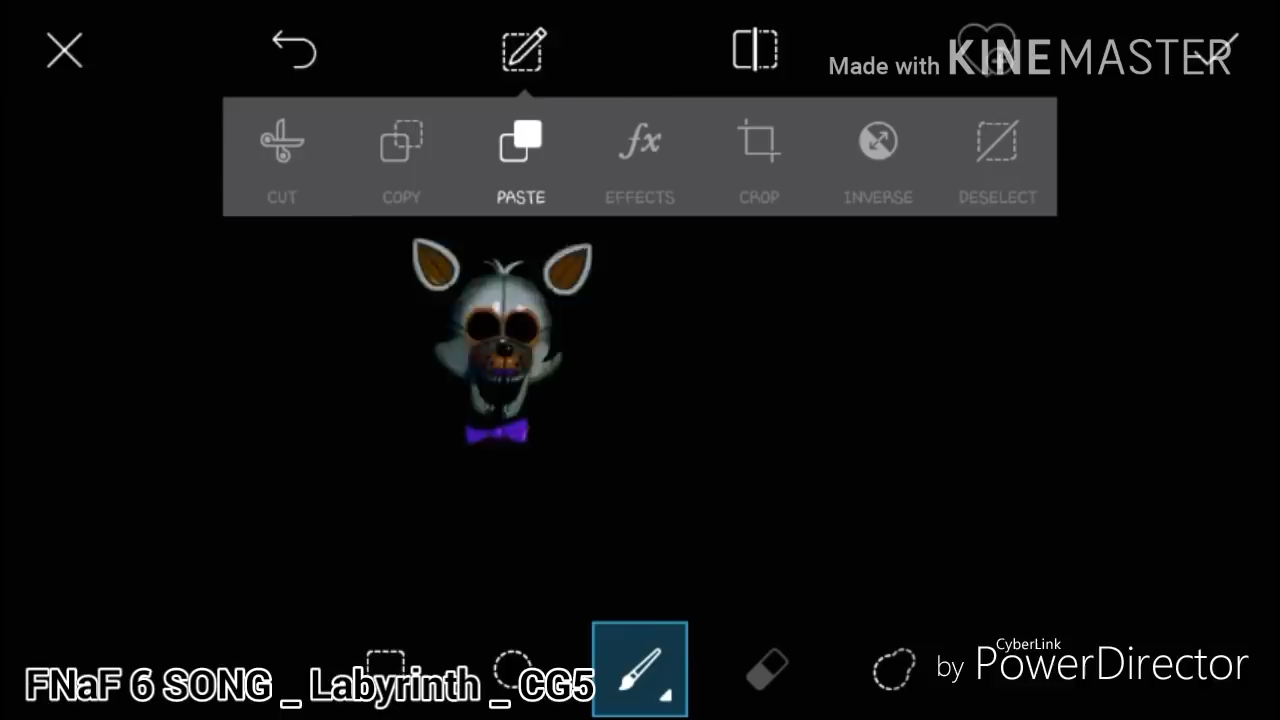 Made with KINEMASTER
CUT COPY PASTE EFFECTS CROP INVERSE DESELECT
FNaF 6 SONG _ Labyrinth _ CG5
CyberLink
by PowerDirector